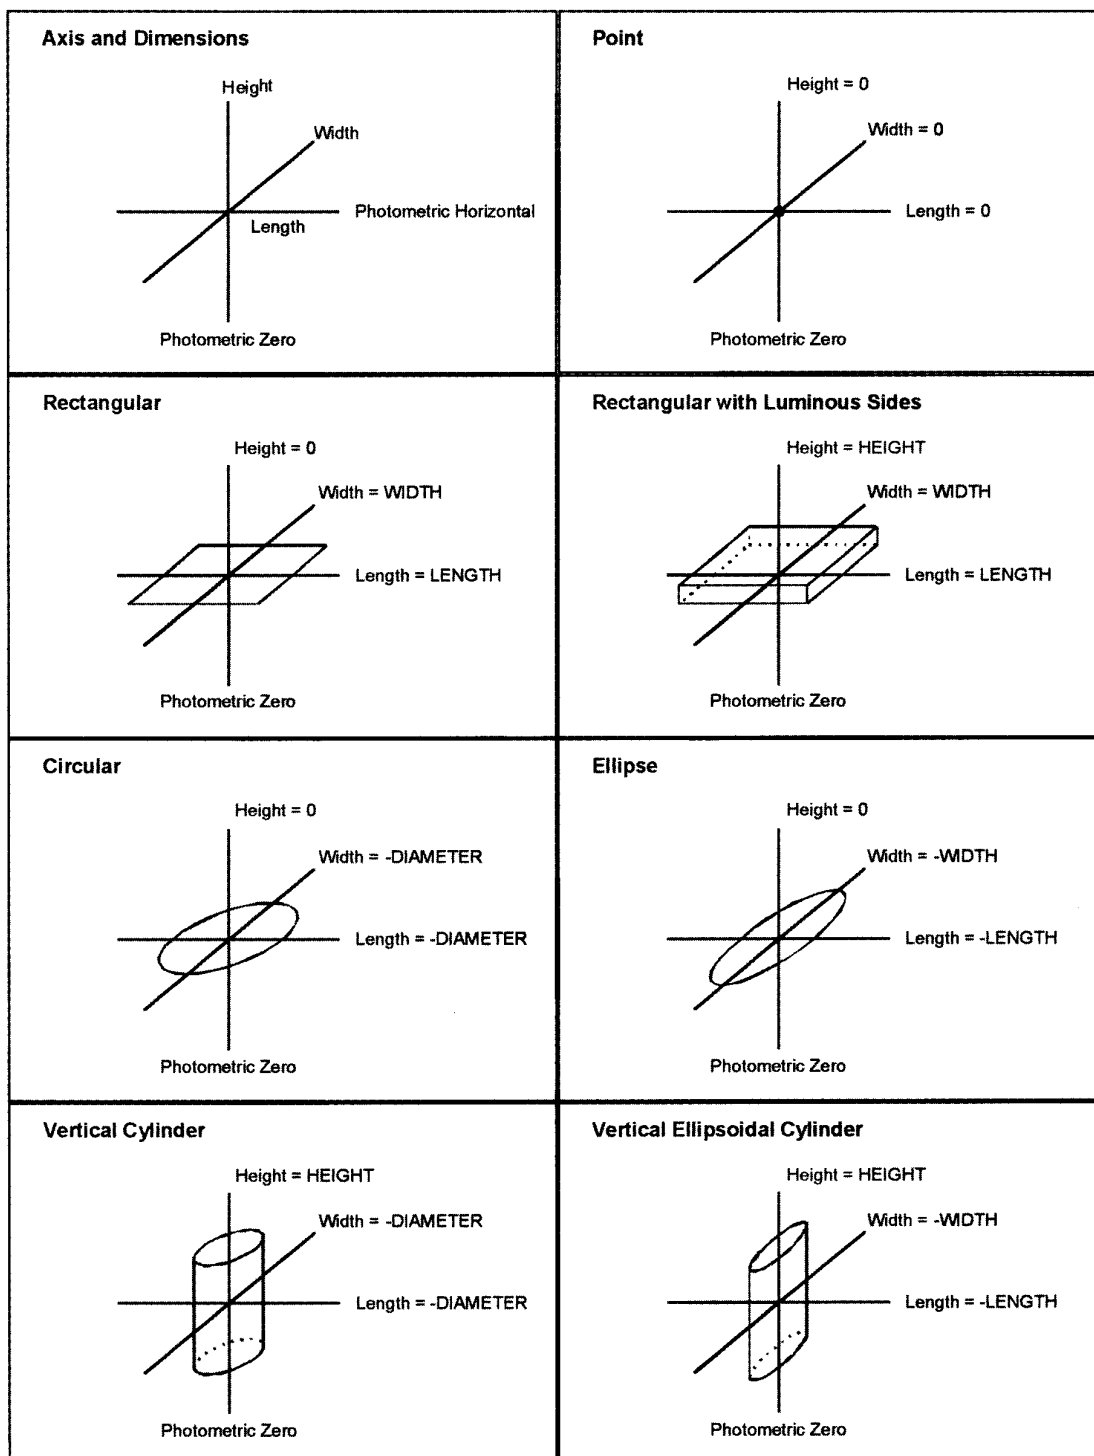 Axis and Dimensions
Height
Width
Photometric Horizontal
Length
Photometric Zero
Point
Height = 0
Width = 0
Length = 0
Photometric Zero
Rectangular
Height = 0
Width = WIDTH
Length = LENGTH
Photometric Zero
Rectangular with Luminous Sides
Height = HEIGHT
Width = WIDTH
Length = LENGTH
Photometric Zero
Circular
Height = 0
Width = -DIAMETER
Length = -DIAMETER
Photometric Zero
Ellipse
Height = 0
Width = -WIDTH
Length = -LENGTH
Photometric Zero
Vertical Cylinder
Height = HEIGHT
Width = -DIAMETER
Length = -DIAMETER
Photometric Zero
Vertical Ellipsoidal Cylinder
Height = HEIGHT
Width = -WIDTH
Length = -LENGTH
Photometric Zero